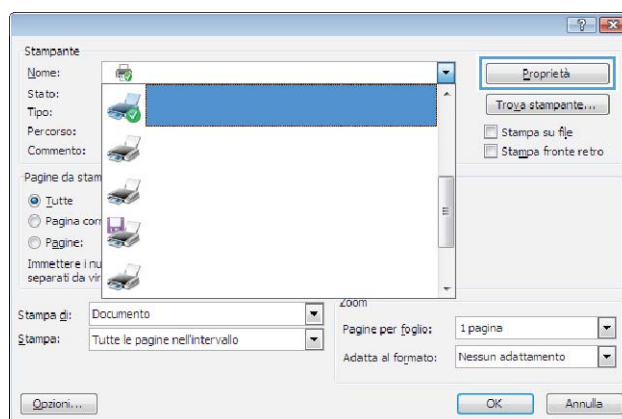 Stampante
Nome:
Proprietà
Stato:
Trova stampante...
Tipo:
Percorso:
Stampa su file
Commento:
Stampa fronte retro
Pagine da stam
Tutte
Pagina corr
Pagine:
Immettere i nu
separati da vir
Zoom
Stampa di:
Documento
Pagine per foglio:
1 pagina
Stampa:
Tutte le pagine nell'intervallo
Adatta al formato:
Nessun adattamento
Opzioni...
OK
Annulla